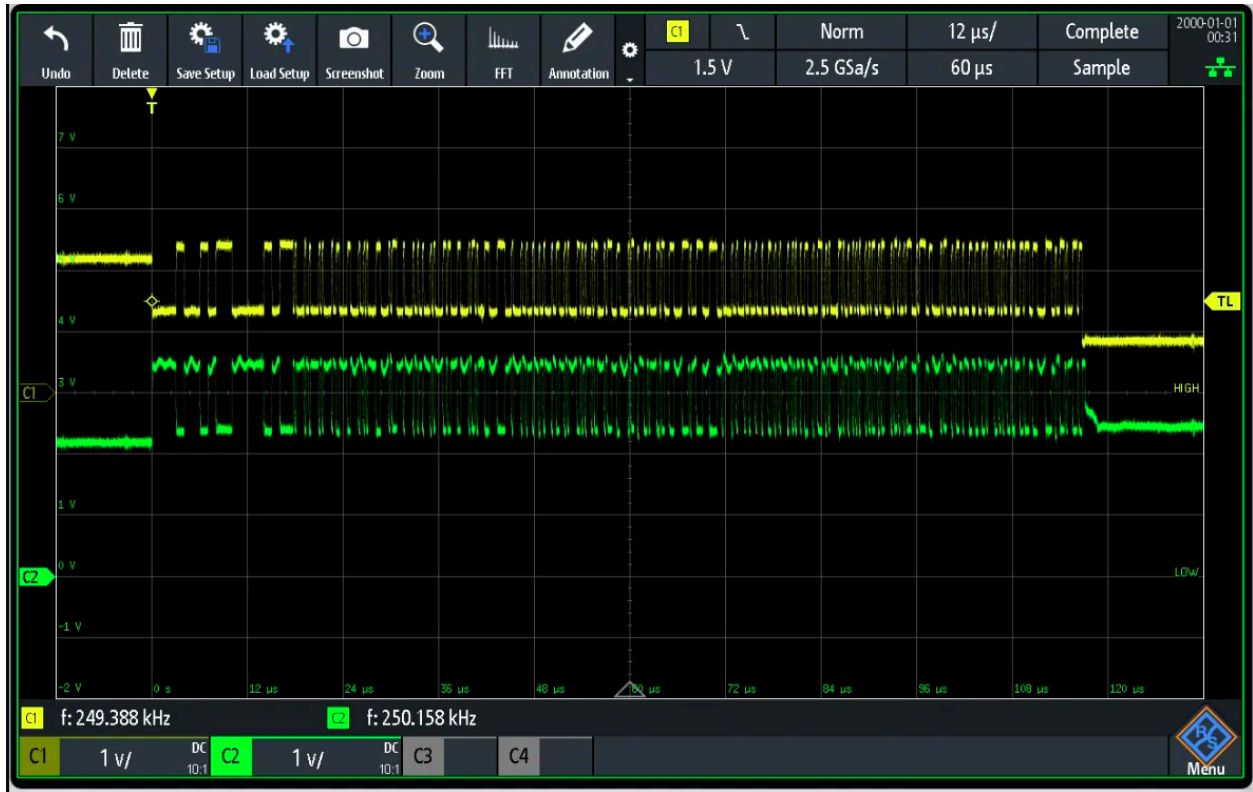 C1 Norm 12 µs/ Complete 2000-01-01
00:31
Undo Delete Save Setup Load Setup Screenshot Zoom FFT Annotation
1.5 V 2.5 GSa/s 60 µs Sample
T
7 V
6 V
4 V
TL
C1
3 V
HIGH
1 V
C2
0 V
LOW
-1 V
-2 V 0 s 12 µs 24 µs 36 µs 48 µs 60 µs 72 µs 84 µs 96 µs 108 µs 120 µs
C1 f: 249.388 kHz C2 f: 250.158 kHz
R&S
C1 1 V/ DC 10:1 C2 1 V/ DC 10:1 C3 C4
Menu